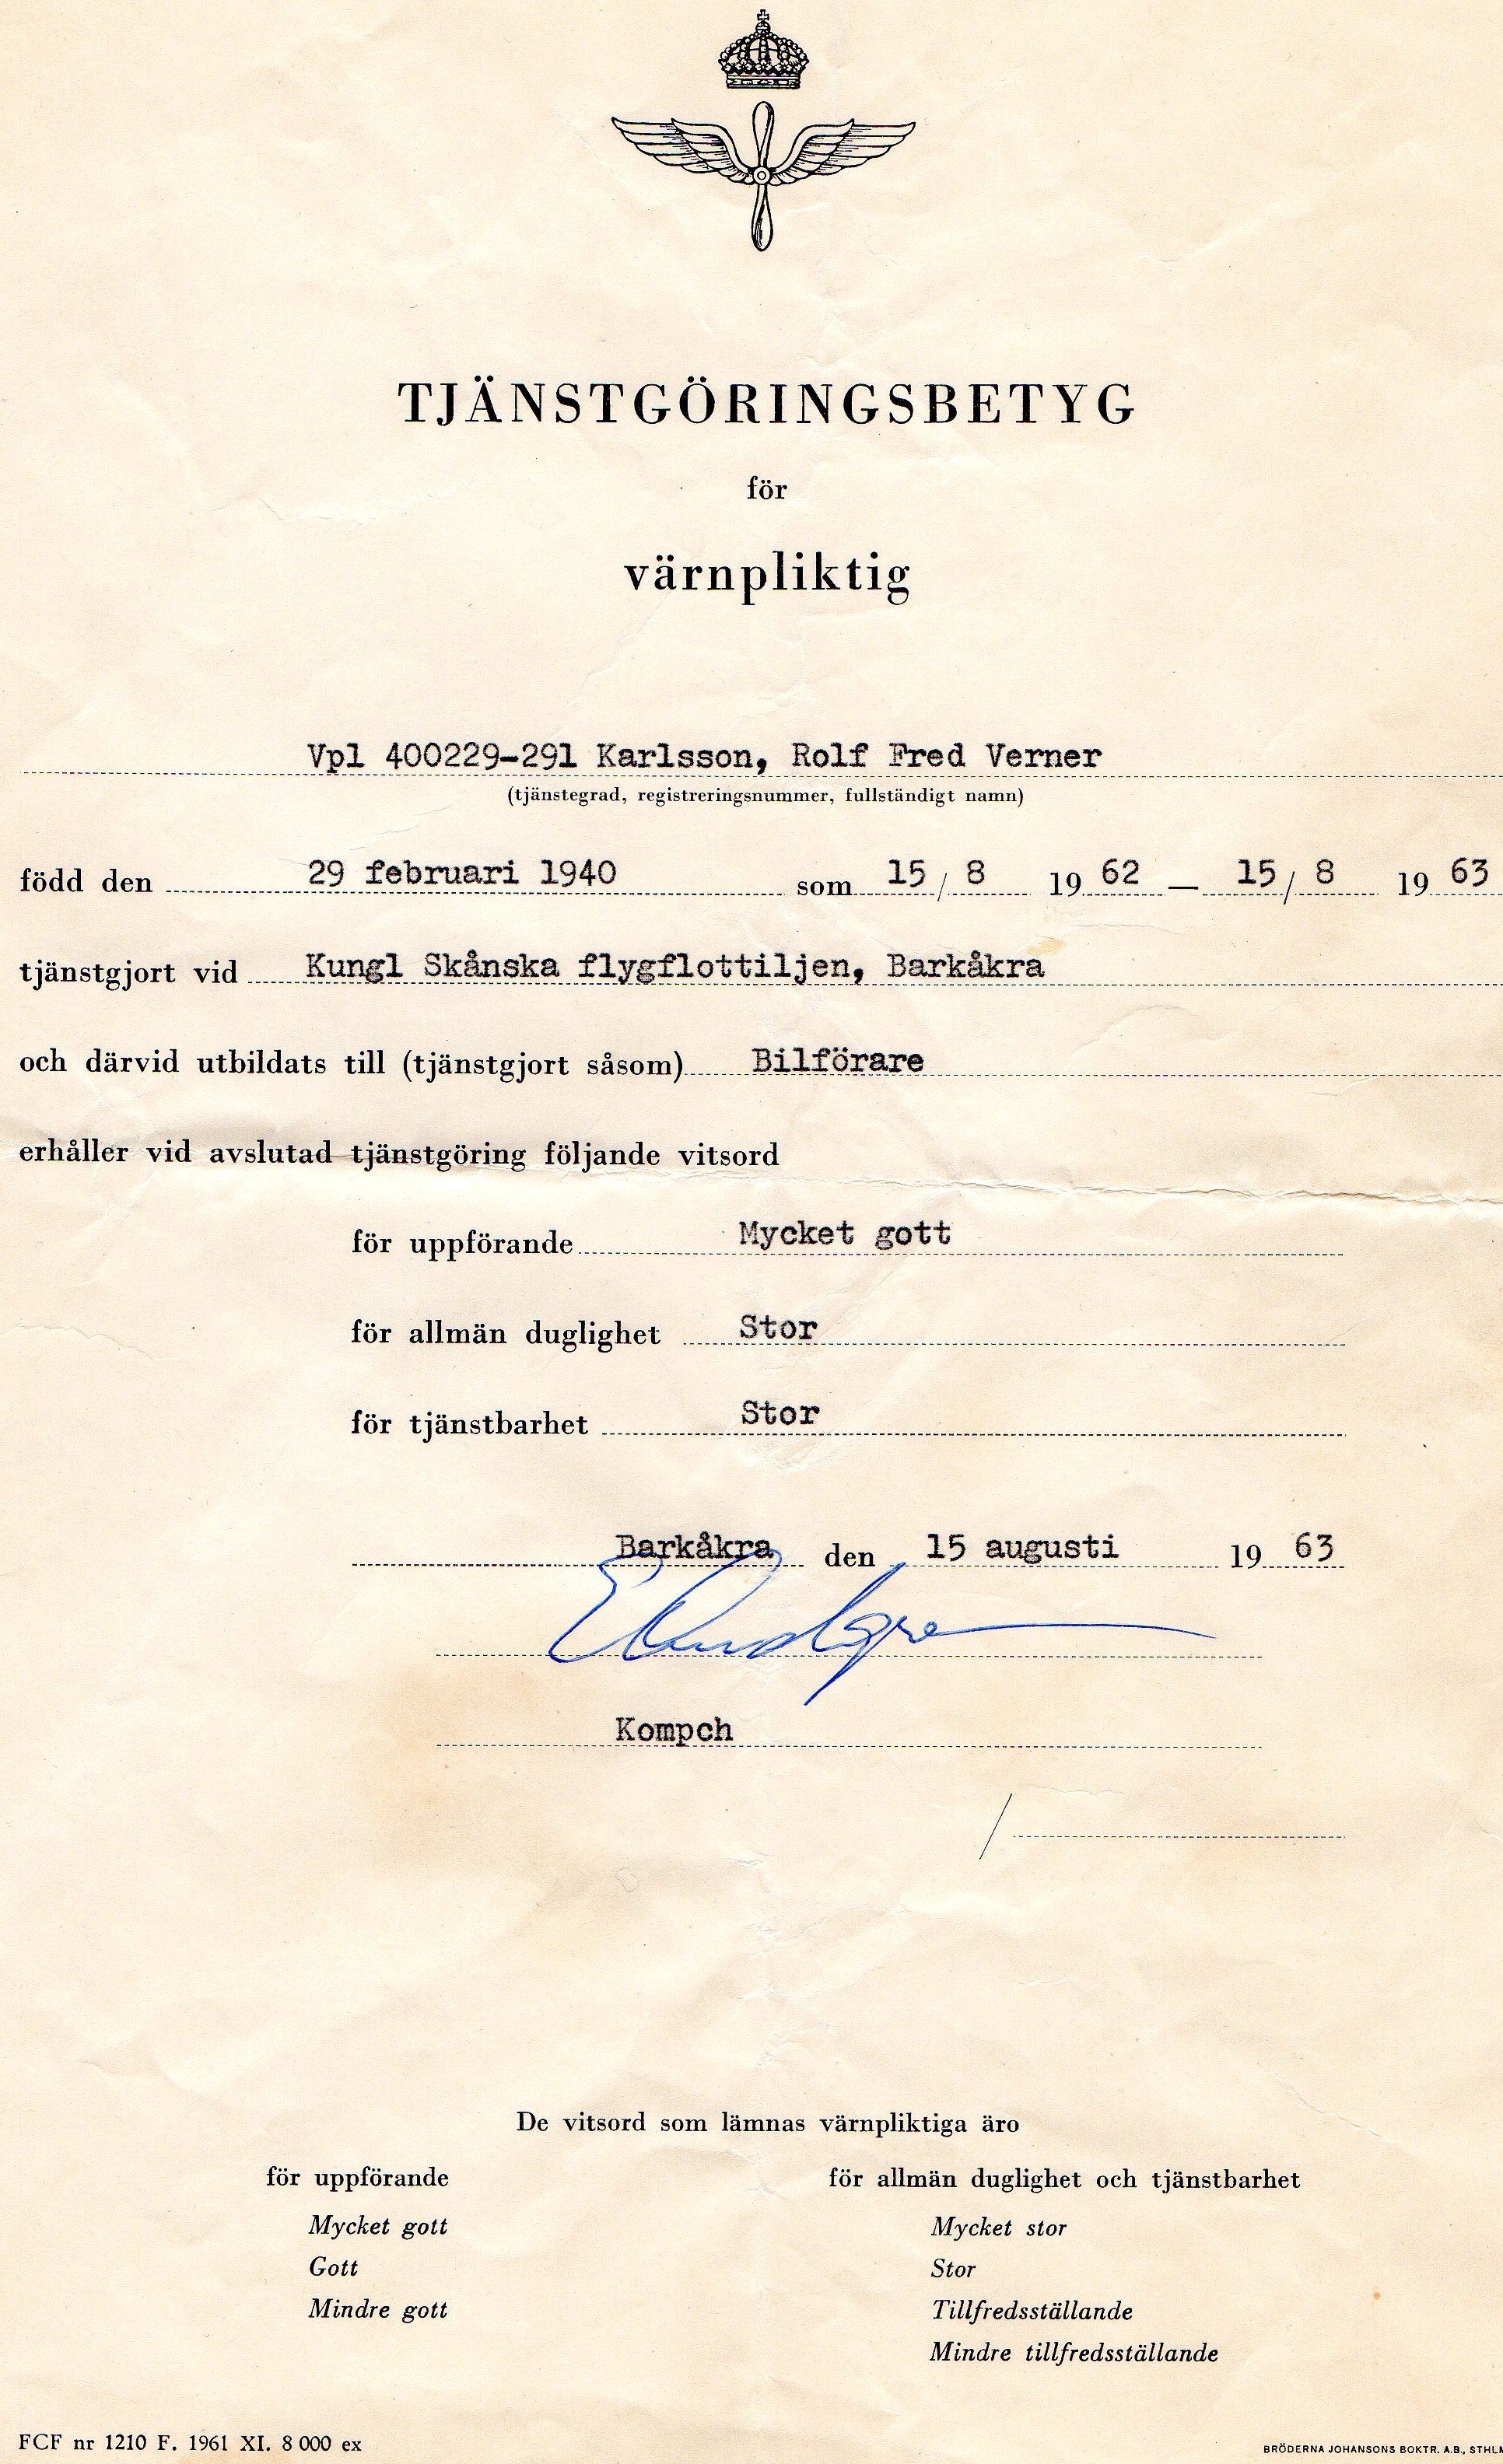 TJÄNSTGÖRINGSBETYG
för
värnpliktig
Vpl 400229-291 Karlsson, Rolf Fred Verner
(tjänstegrad, registreringsnummer, fullständigt namn)
född den 29 februari 1940 som 15/8 1962 — 15/8 1963
tjänstgjort vid Kungl Skånska flygflottiljen, Barkåkra
och därvid utbildats till (tjänstgjort såsom) Bilförare
erhåller vid avslutad tjänstgöring följande vitsord
för uppförande Mycket gott
för allmän duglighet Stor
för tjänstbarhet Stor
Barkåkra den 15 augusti 1963
Kompch
/
De vitsord som lämnas värnpliktiga äro
för uppförande för allmän duglighet och tjänstbarhet
Mycket gott Mycket stor
Gott Stor
Mindre gott Tillfredsställande
Mindre tillfredsställande
FCF nr 1210 F. 1961 XI. 8 000 ex BRÖDERNA JOHANSONS BOKTR. A.B., STHLM